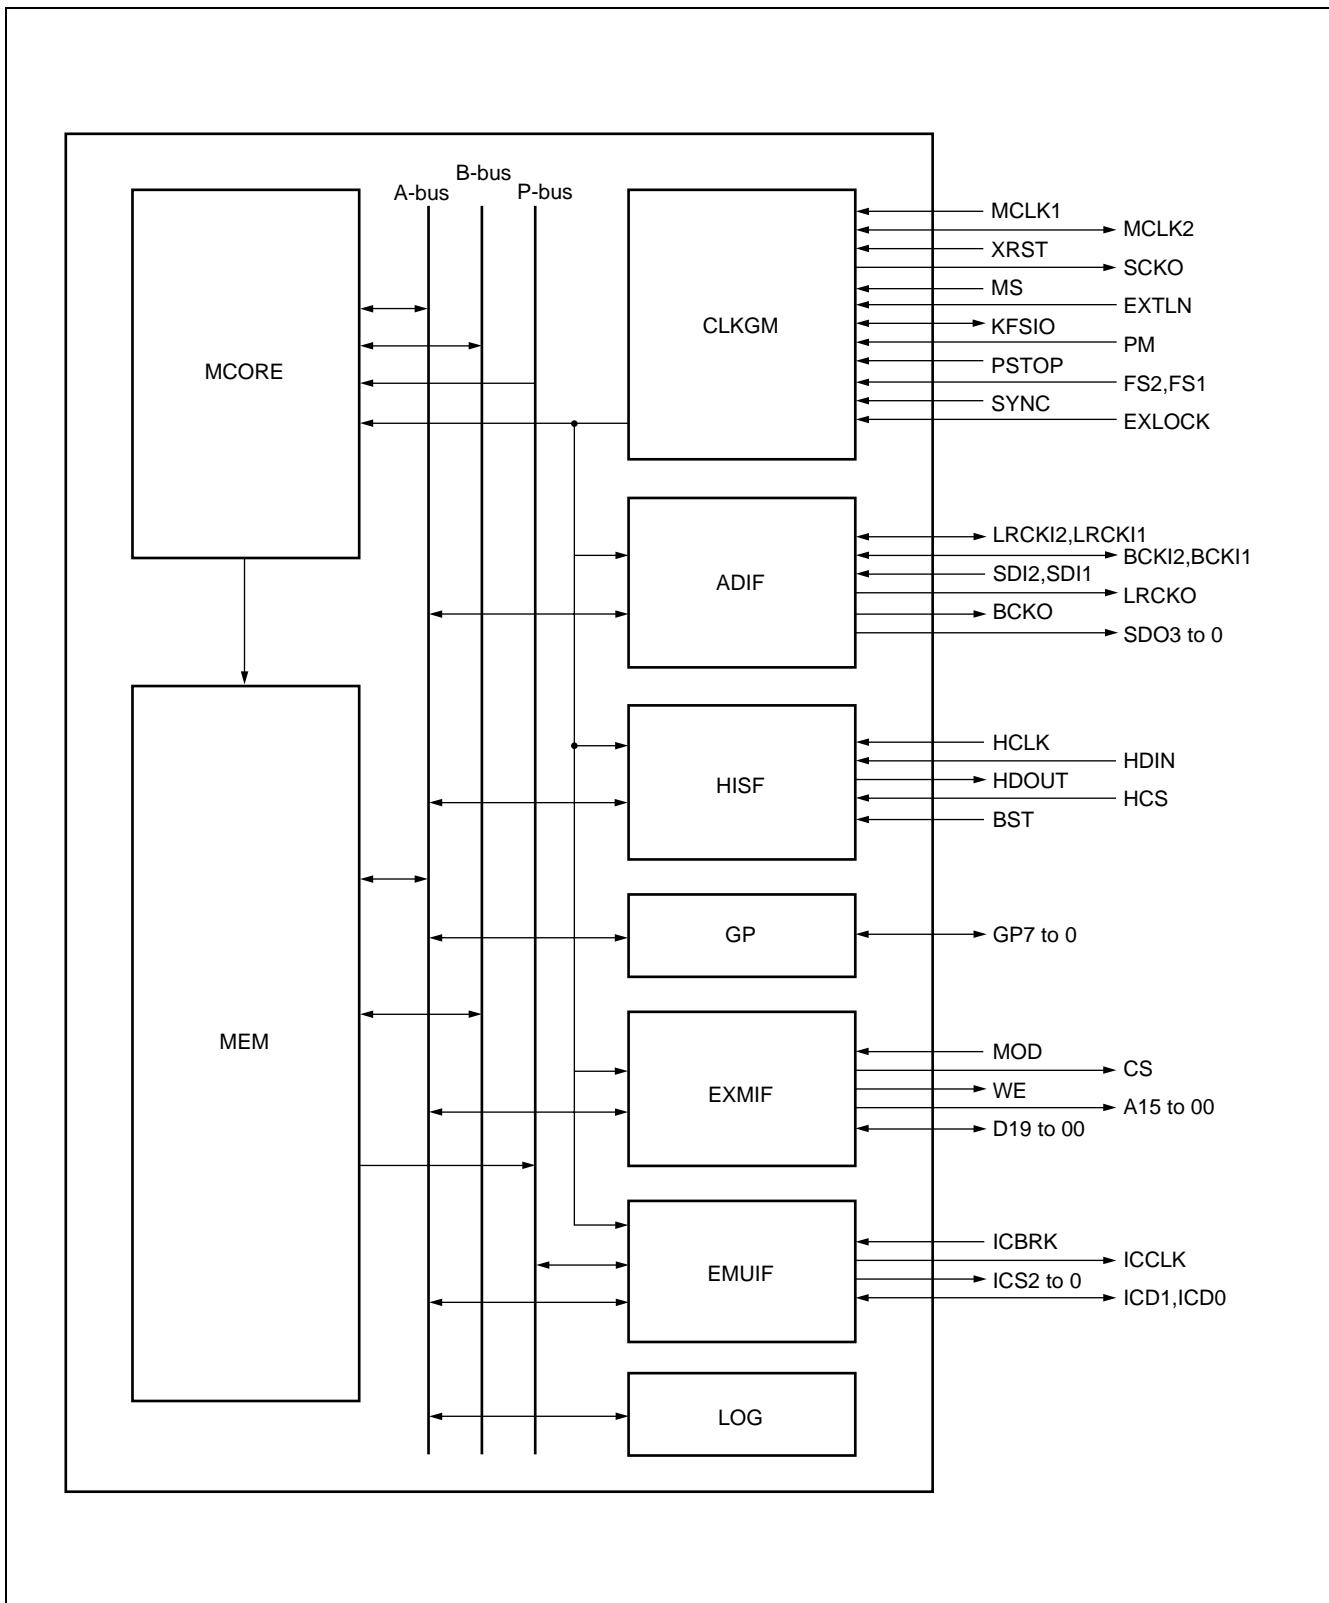 B-bus
A-bus
P-bus
MCORE
CLKGM
MCLK1
MCLK2
XRST
SCKO
MS
EXTLN
KFSIO
PM
PSTOP
FS2,FS1
SYNC
EXLOCK
ADIF
LRCKI2,LRCKI1
BCKI2,BCKI1
SDI2,SDI1
LRCKO
BCKO
SDO3 to 0
HISF
HCLK
HDIN
HDOUT
HCS
BST
GP
GP7 to 0
MEM
EXMIF
MOD
CS
WE
A15 to 00
D19 to 00
EMUIF
ICBRK
ICCLK
ICS2 to 0
ICD1,ICD0
LOG